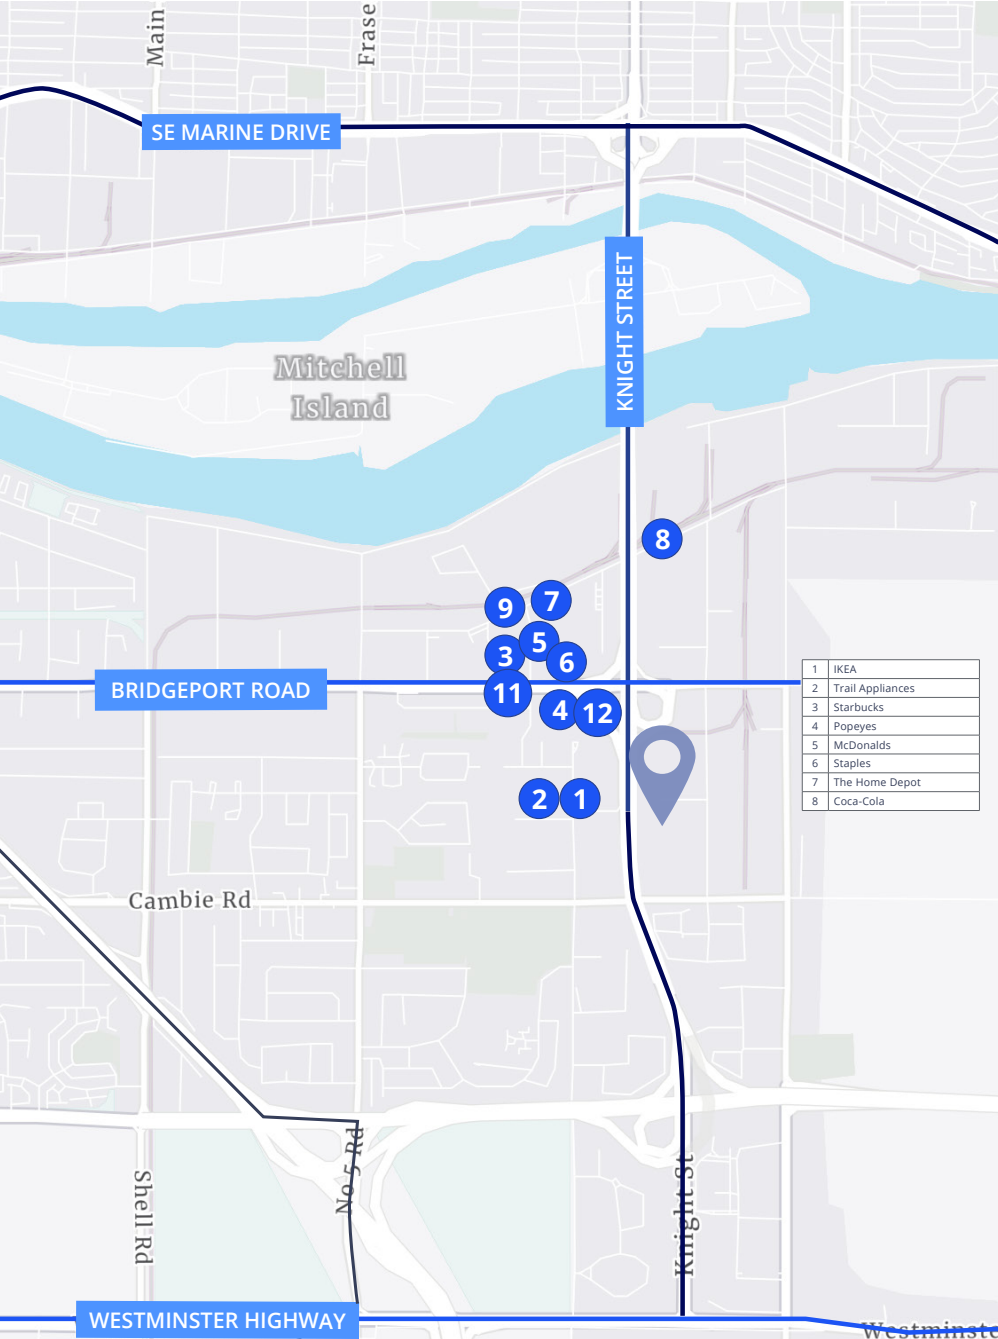 Main
Frase
SE MARINE DRIVE
KNIGHT STREET
Mitchell
Island
8
9
7
5
3
6
BRIDGEPORT ROAD
11
4
12
2
1
1 IKEA
2 Trail Appliances
3 Starbucks
4 Popeyes
5 McDonalds
6 Staples
7 The Home Depot
8 Coca-Cola
Cambie Rd
No 5 Rd
Shell Rd
Knight St
WESTMINSTER HIGHWAY
Westminste